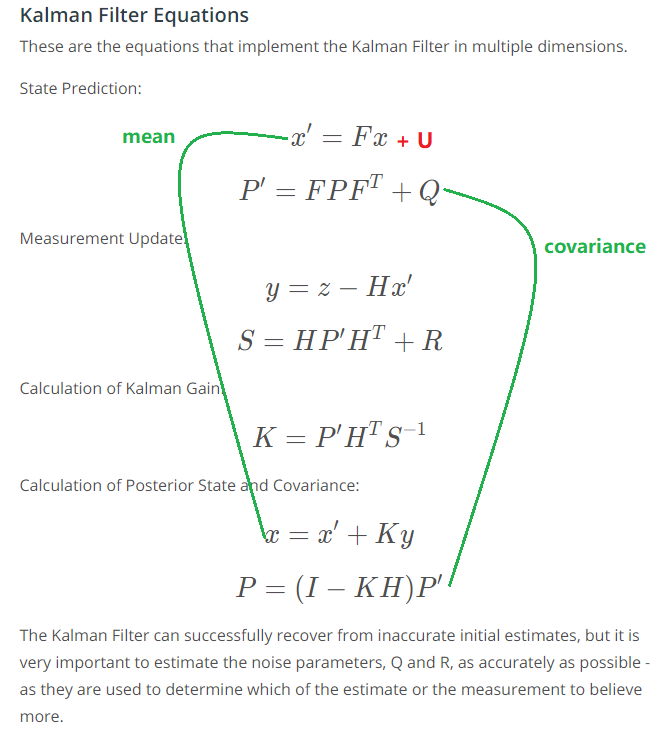 Kalman Filter Equations
These are the equations that implement the Kalman Filter in multiple dimensions.
State Prediction:
mean
x′ = Fx + U
P′ = FPFᵀ + Q
Measurement Update
covariance
y = z − Hx′
S = HP′Hᵀ + R
Calculation of Kalman Gain
K = P′HᵀS⁻¹
Calculation of Posterior State and Covariance:
x = x′ + Ky
P = (I − KH)P′
The Kalman Filter can successfully recover from inaccurate initial estimates, but it is
very important to estimate the noise parameters, Q and R, as accurately as possible -
as they are used to determine which of the estimate or the measurement to believe
more.